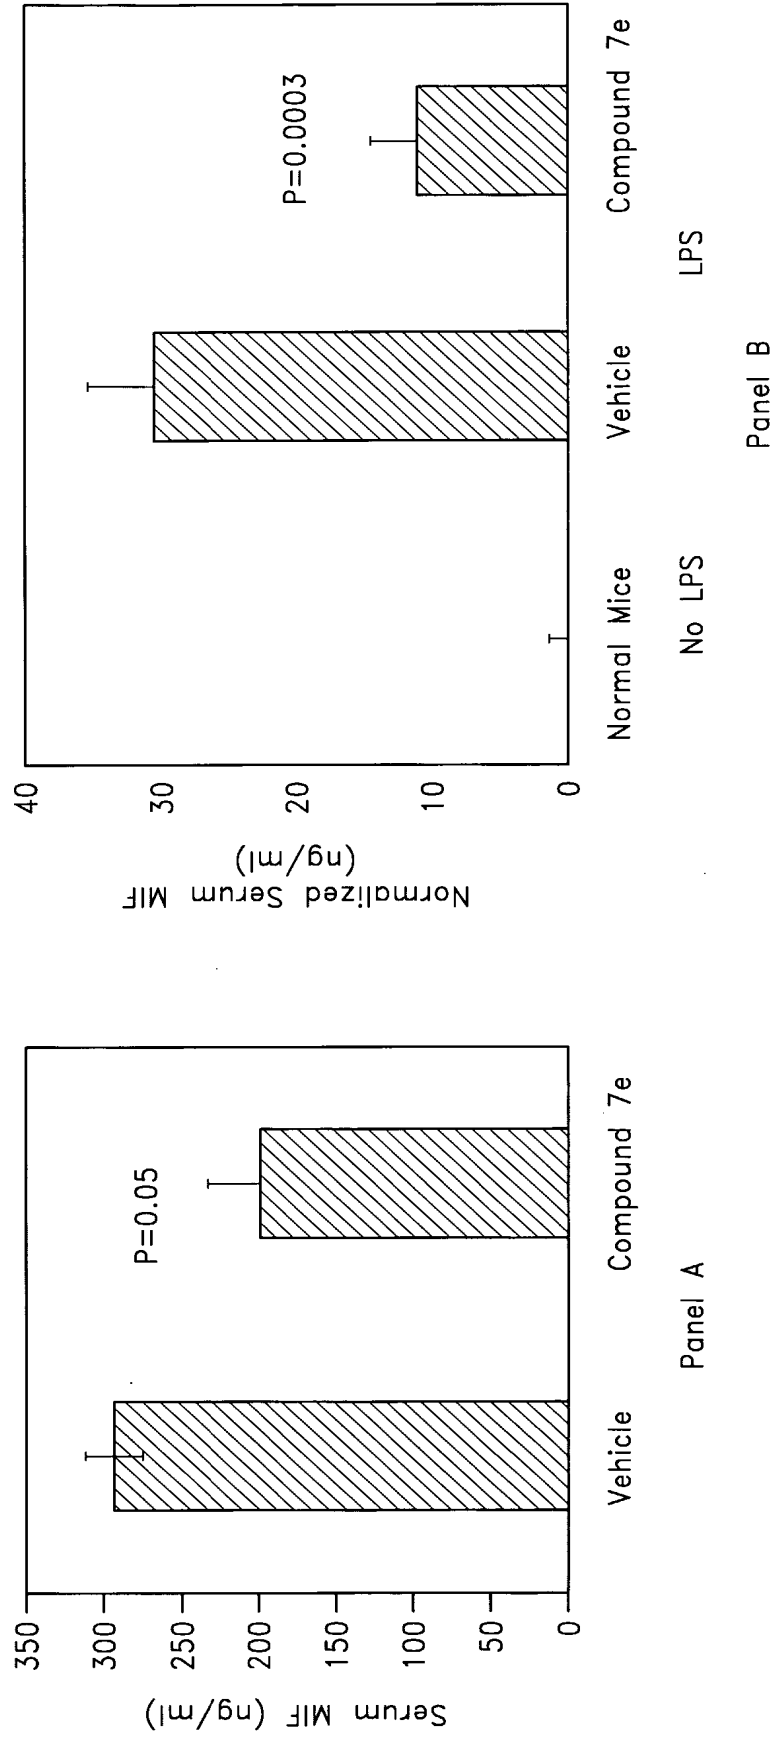 Serum MIF (ng/ml)
350
300
250
200
150
100
50
0
P=0.05
Vehicle
Compound 7e
Panel A
Normalized Serum MIF
(ng/ml)
40
30
20
10
0
P=0.0003
Normal Mice
Vehicle
Compound 7e
No LPS
LPS
Panel B